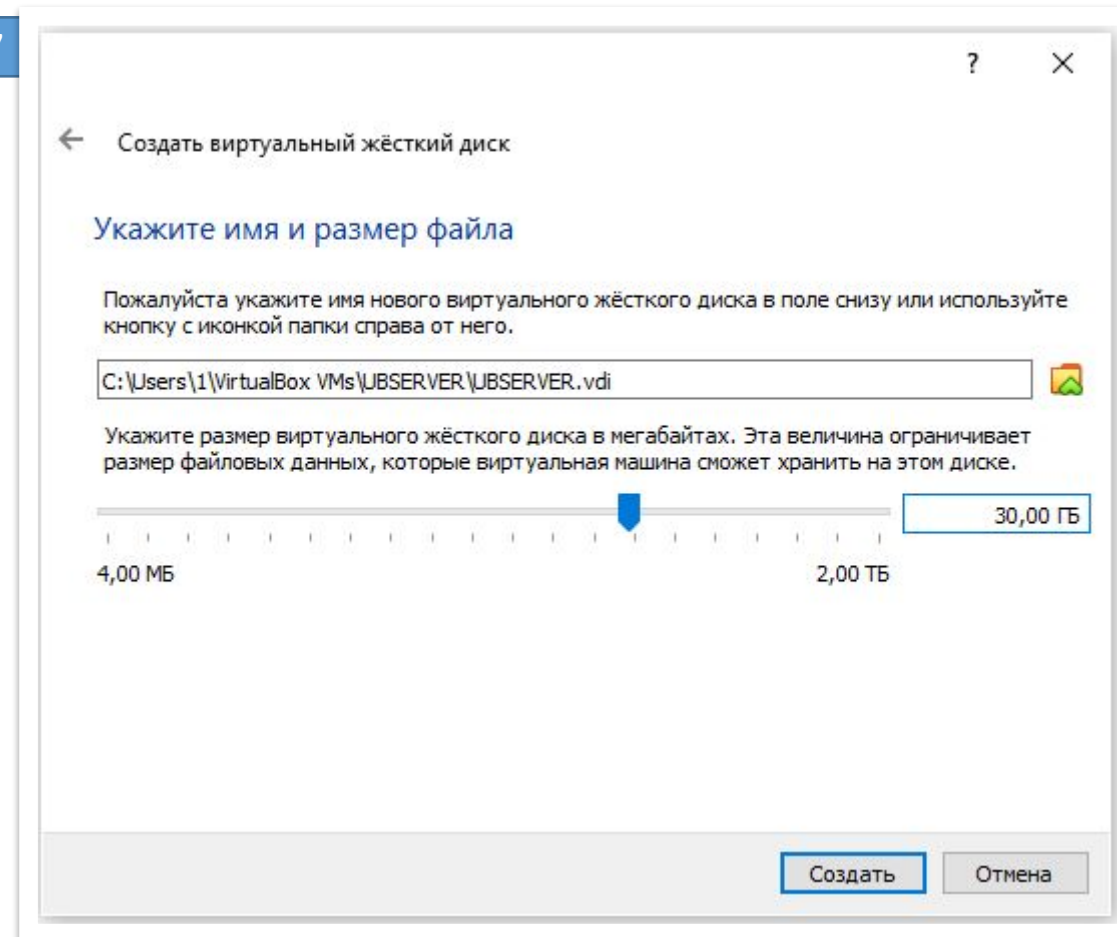 ?
Создать виртуальный жёсткий диск
Укажите имя и размер файла
Пожалуйста укажите имя нового виртуального жёсткого диска в поле снизу или используйте
кнопку с иконкой папки справа от него.
C:\Users\1\VirtualBox VMs\UBSERVER\UBSERVER.vdi
Укажите размер виртуального жёсткого диска в мегабайтах. Эта величина ограничивает
размер файловых данных, которые виртуальная машина сможет хранить на этом диске.
30,00 ГБ
4,00 МБ 2,00 ТБ
Создать Отмена